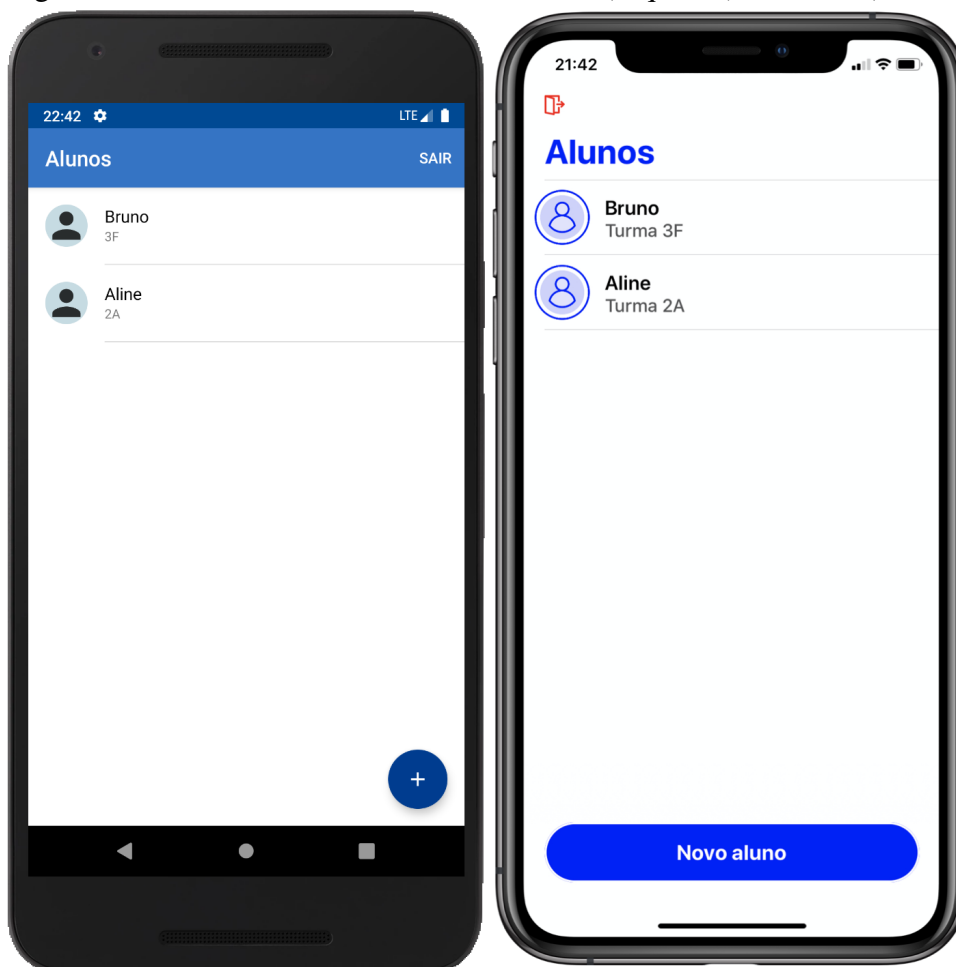 22:42
LTE
Alunos
SAIR
Bruno
3F
Aline
2A
+
21:42
Alunos
Bruno
Turma 3F
Aline
Turma 2A
Novo aluno